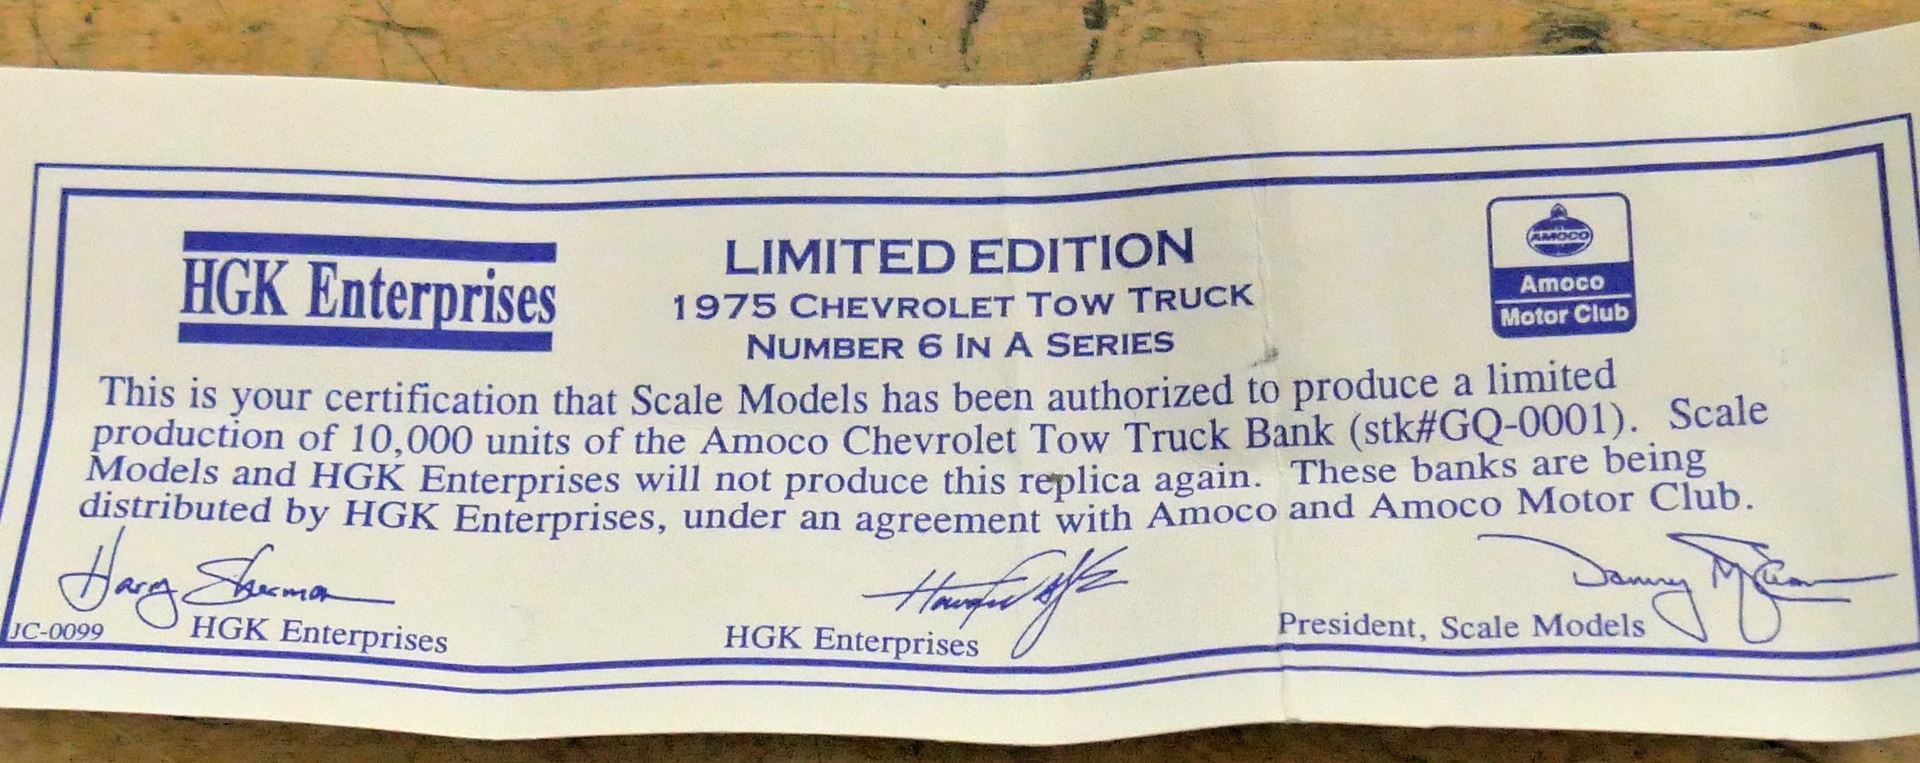 HGK Enterprises
LIMITED EDITION
1975 CHEVROLET TOW TRUCK
NUMBER 6 IN A SERIES
AMOCO
Amoco
Motor Club
This is your certification that Scale Models has been authorized to produce a limited
production of 10,000 units of the Amoco Chevrolet Tow Truck Bank (stk#GQ-0001). Scale
Models and HGK Enterprises will not produce this replica again. These banks are being
distributed by HGK Enterprises, under an agreement with Amoco and Amoco Motor Club.
Harry Sherman
HGK Enterprises
HGK Enterprises
President, Scale Models
JC-0099